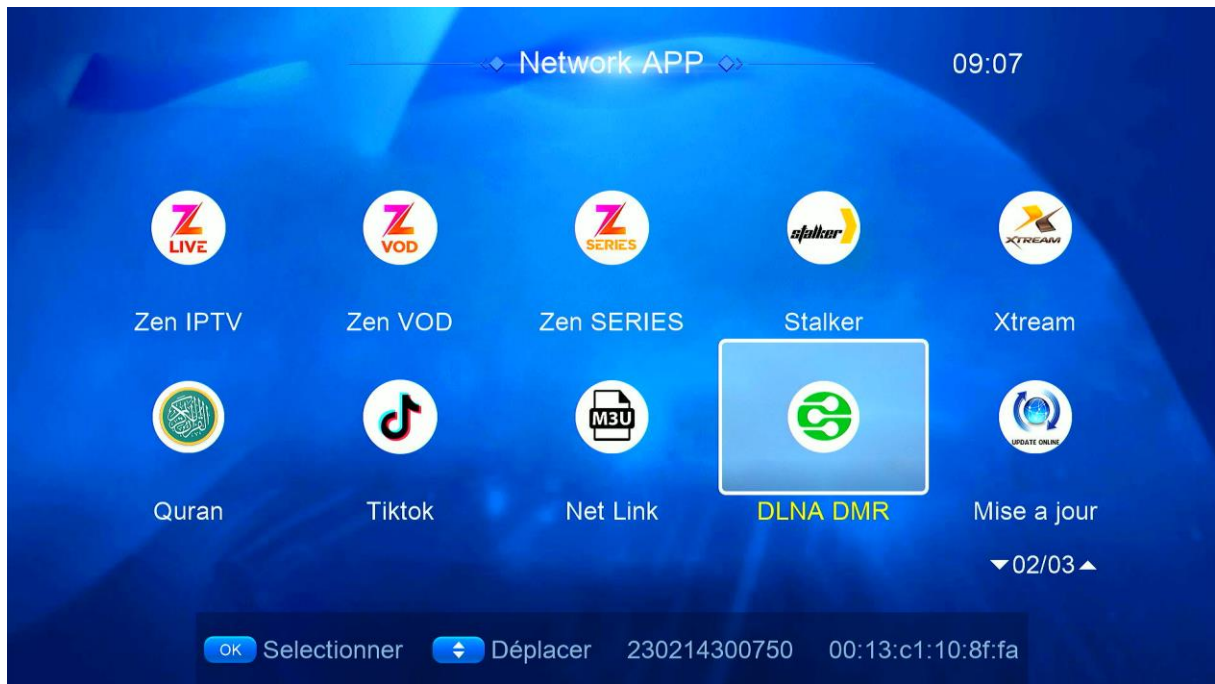 Network APP
09:07
Z LIVE
Z VOD
Z SERIES
stalker
XTREAM
Zen IPTV
Zen VOD
Zen SERIES
Stalker
Xtream
M3U
UPDATE ONLINE
Quran
Tiktok
Net Link
DLNA DMR
Mise a jour
02/03
OK Selectionner
Déplacer
230214300750
00:13:c1:10:8f:fa